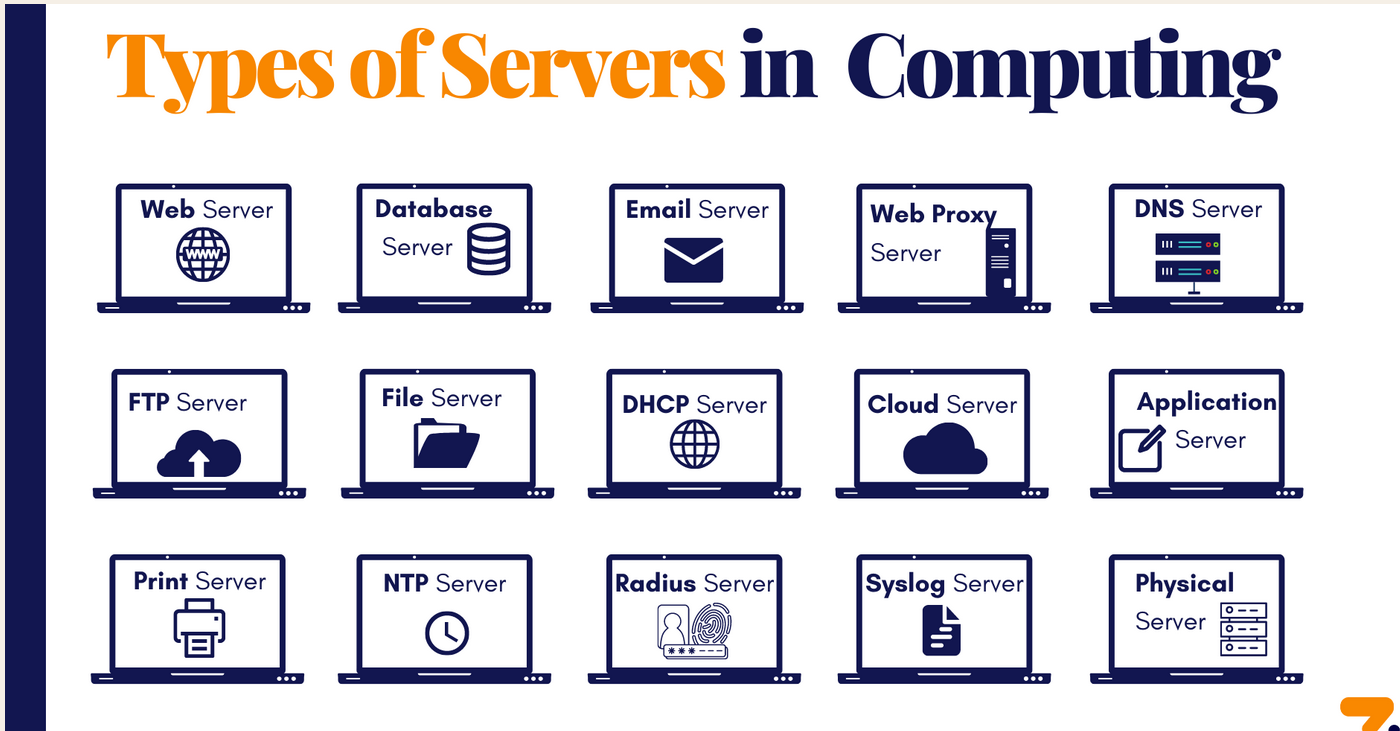 Types of Servers in Computing
Web Server
WWW
Database
Server
Email Server
Web Proxy
Server
DNS Server
FTP Server
File Server
DHCP Server
Cloud Server
Application
Server
Print Server
NTP Server
Radius Server
***---
Syslog Server
Physical
Server